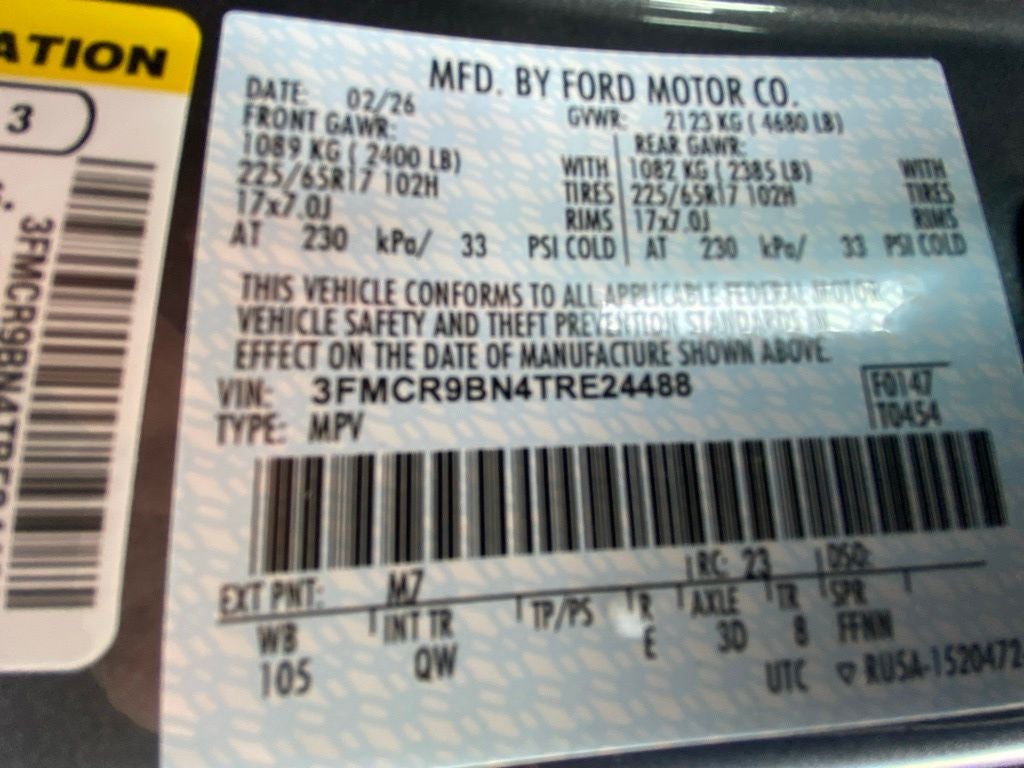 ATION
3
3FMCR9BN4TRE24
MFD. BY FORD MOTOR CO.
DATE: 02/26 GVWR: 2123 KG ( 4680 LB)
FRONT GAWR: REAR GAWR:
1089 KG ( 2400 LB) WITH 1082 KG ( 2385 LB) WITH
225/65R17 102H TIRES 225/65R17 102H TIRES
17x7.0J RIMS 17x7.0J RIMS
AT 230 kPa/ 33 PSI COLD AT 230 kPa/ 33 PSI COLD
THIS VEHICLE CONFORMS TO ALL APPLICABLE FEDERAL MOTOR
VEHICLE SAFETY AND THEFT PREVENTION STANDARDS IN
EFFECT ON THE DATE OF MANUFACTURE SHOWN ABOVE.
VIN: 3FMCR9BN4TRE24488 F0147
TYPE: MPV T0454
EXT PNT: M7 RC: 23 DSO:
WB INT TR TP/PS R AXLE TR SPR
105 QW E 3D 8 FFNN
UTC ▽ RUSA-1520472